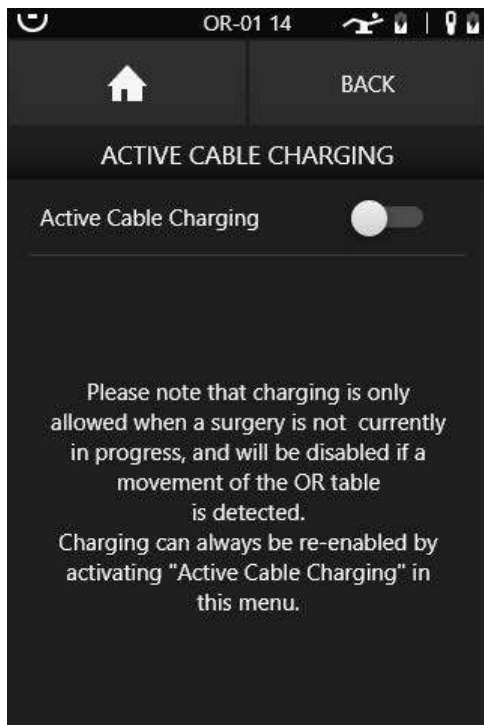 OR-01 14
BACK
ACTIVE CABLE CHARGING
Active Cable Charging
Please note that charging is only
allowed when a surgery is not currently
in progress, and will be disabled if a
movement of the OR table
is detected.
Charging can always be re-enabled by
activating "Active Cable Charging" in
this menu.